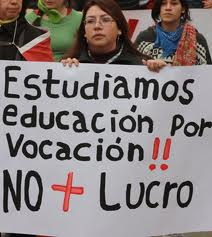 Estudiamos
educación Por
Vocación!!
NO + Lucro